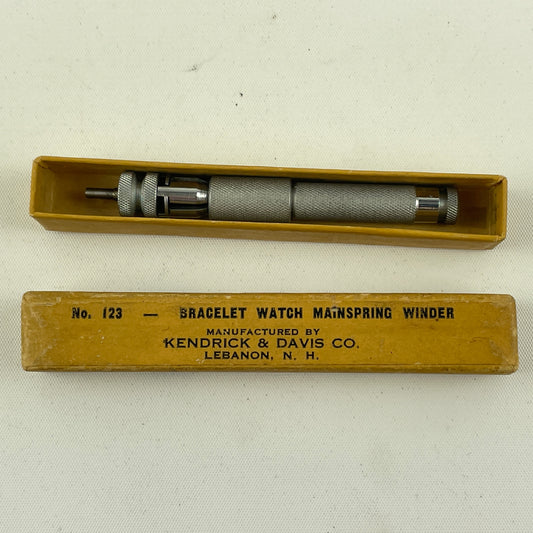 No. 123 — BRACELET WATCH MAINSPRING WINDER
MANUFACTURED BY
KENDRICK & DAVIS CO.
LEBANON, N. H.